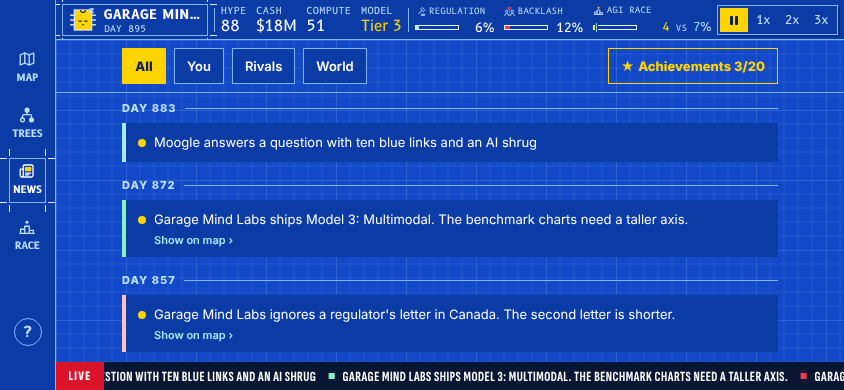 GARAGE MIN...
DAY 895
HYPE
88
CASH
$18M
COMPUTE
51
MODEL
Tier 3
REGULATION
6%
BACKLASH
12%
AGI RACE
4 VS 7%
1x
2x
3x
MAP
TREES
NEWS
RACE
?
All
You
Rivals
World
★ Achievements 3/20
DAY 883
Moogle answers a question with ten blue links and an AI shrug
DAY 872
Garage Mind Labs ships Model 3: Multimodal. The benchmark charts need a taller axis.
Show on map ›
DAY 857
Garage Mind Labs ignores a regulator's letter in Canada. The second letter is shorter.
Show on map ›
LIVE
STION WITH TEN BLUE LINKS AND AN AI SHRUG ■ GARAGE MIND LABS SHIPS MODEL 3: MULTIMODAL. THE BENCHMARK CHARTS NEED A TALLER AXIS. ■ GARAG